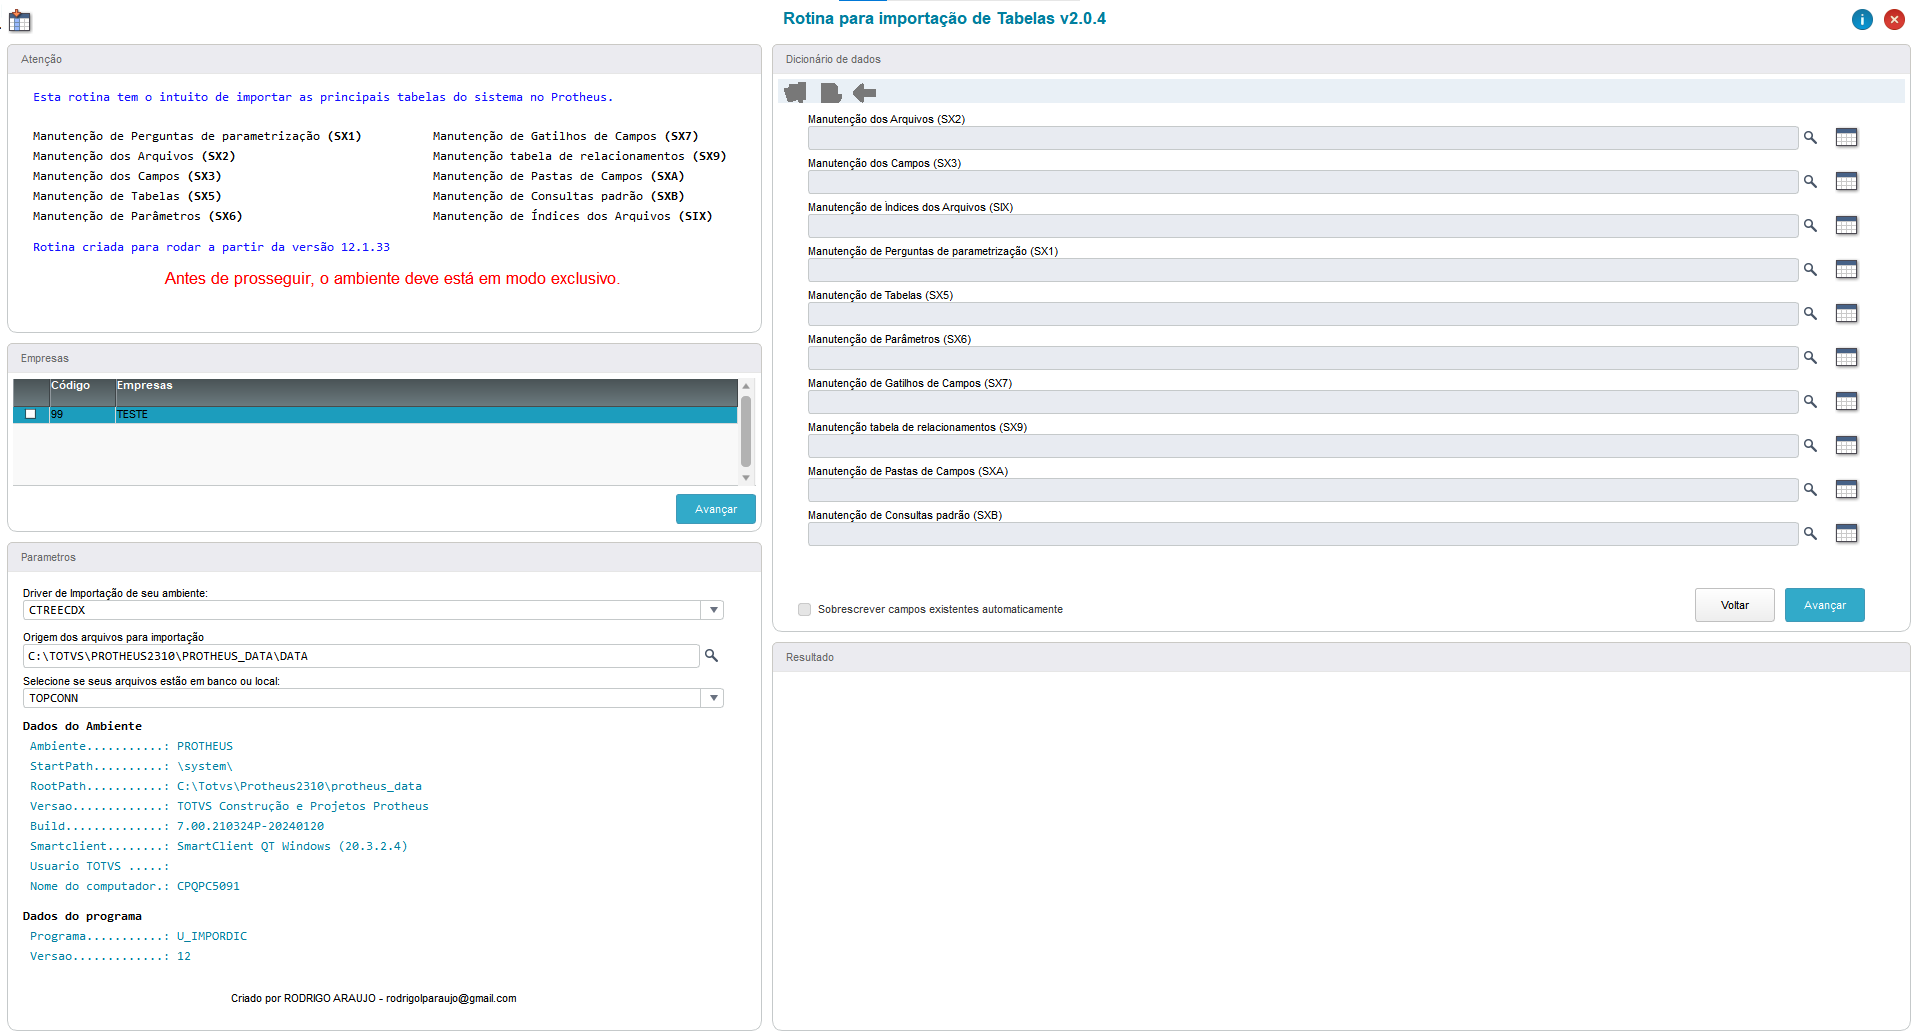 Rotina para importação de Tabelas v2.0.4
Atenção
Esta rotina tem o intuito de importar as principais tabelas do sistema no Protheus.
Manutenção de Perguntas de parametrização (SX1)
Manutenção de Gatilhos de Campos (SX7)
Manutenção dos Arquivos (SX2)
Manutenção tabela de relacionamentos (SX9)
Manutenção dos Campos (SX3)
Manutenção de Pastas de Campos (SXA)
Manutenção de Tabelas (SX5)
Manutenção de Consultas padrão (SXB)
Manutenção de Parâmetros (SX6)
Manutenção de Índices dos Arquivos (SIX)
Rotina criada para rodar a partir da versão 12.1.33
Antes de prosseguir, o ambiente deve está em modo exclusivo.
Empresas
Código Empresas
99 TESTE
Avançar
Parametros
Driver de Importação de seu ambiente:
CTREECDX
Origem dos arquivos para importação
C:\TOTVS\PROTHEUS2310\PROTHEUS_DATA\DATA
Selecione se seus arquivos estão em banco ou local:
TOPCONN
Dados do Ambiente
Ambiente...........: PROTHEUS
StartPath..........: \system\
RootPath...........: C:\Totvs\Protheus2310\protheus_data
Versao.............: TOTVS Construção e Projetos Protheus
Build..............: 7.00.210324P-20240120
Smartclient........: SmartClient QT Windows (20.3.2.4)
Usuario TOTVS .....:
Nome do computador.: CPQPC5091
Dados do programa
Programa...........: U_IMPORDIC
Versao.............: 12
Criado por RODRIGO ARAUJO - rodrigolparaujo@gmail.com
Dicionário de dados
Manutenção dos Arquivos (SX2)
Manutenção dos Campos (SX3)
Manutenção de Índices dos Arquivos (SIX)
Manutenção de Perguntas de parametrização (SX1)
Manutenção de Tabelas (SX5)
Manutenção de Parâmetros (SX6)
Manutenção de Gatilhos de Campos (SX7)
Manutenção tabela de relacionamentos (SX9)
Manutenção de Pastas de Campos (SXA)
Manutenção de Consultas padrão (SXB)
Sobrescrever campos existentes automaticamente
Voltar
Avançar
Resultado